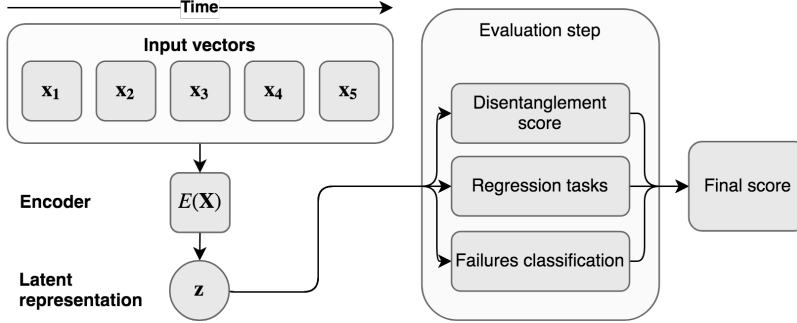 Time
Input vectors
x1 x2 x3 x4 x5
Encoder
E(X)
Latent
representation
z
Evaluation step
Disentanglement
score
Regression tasks
Failures classification
Final score